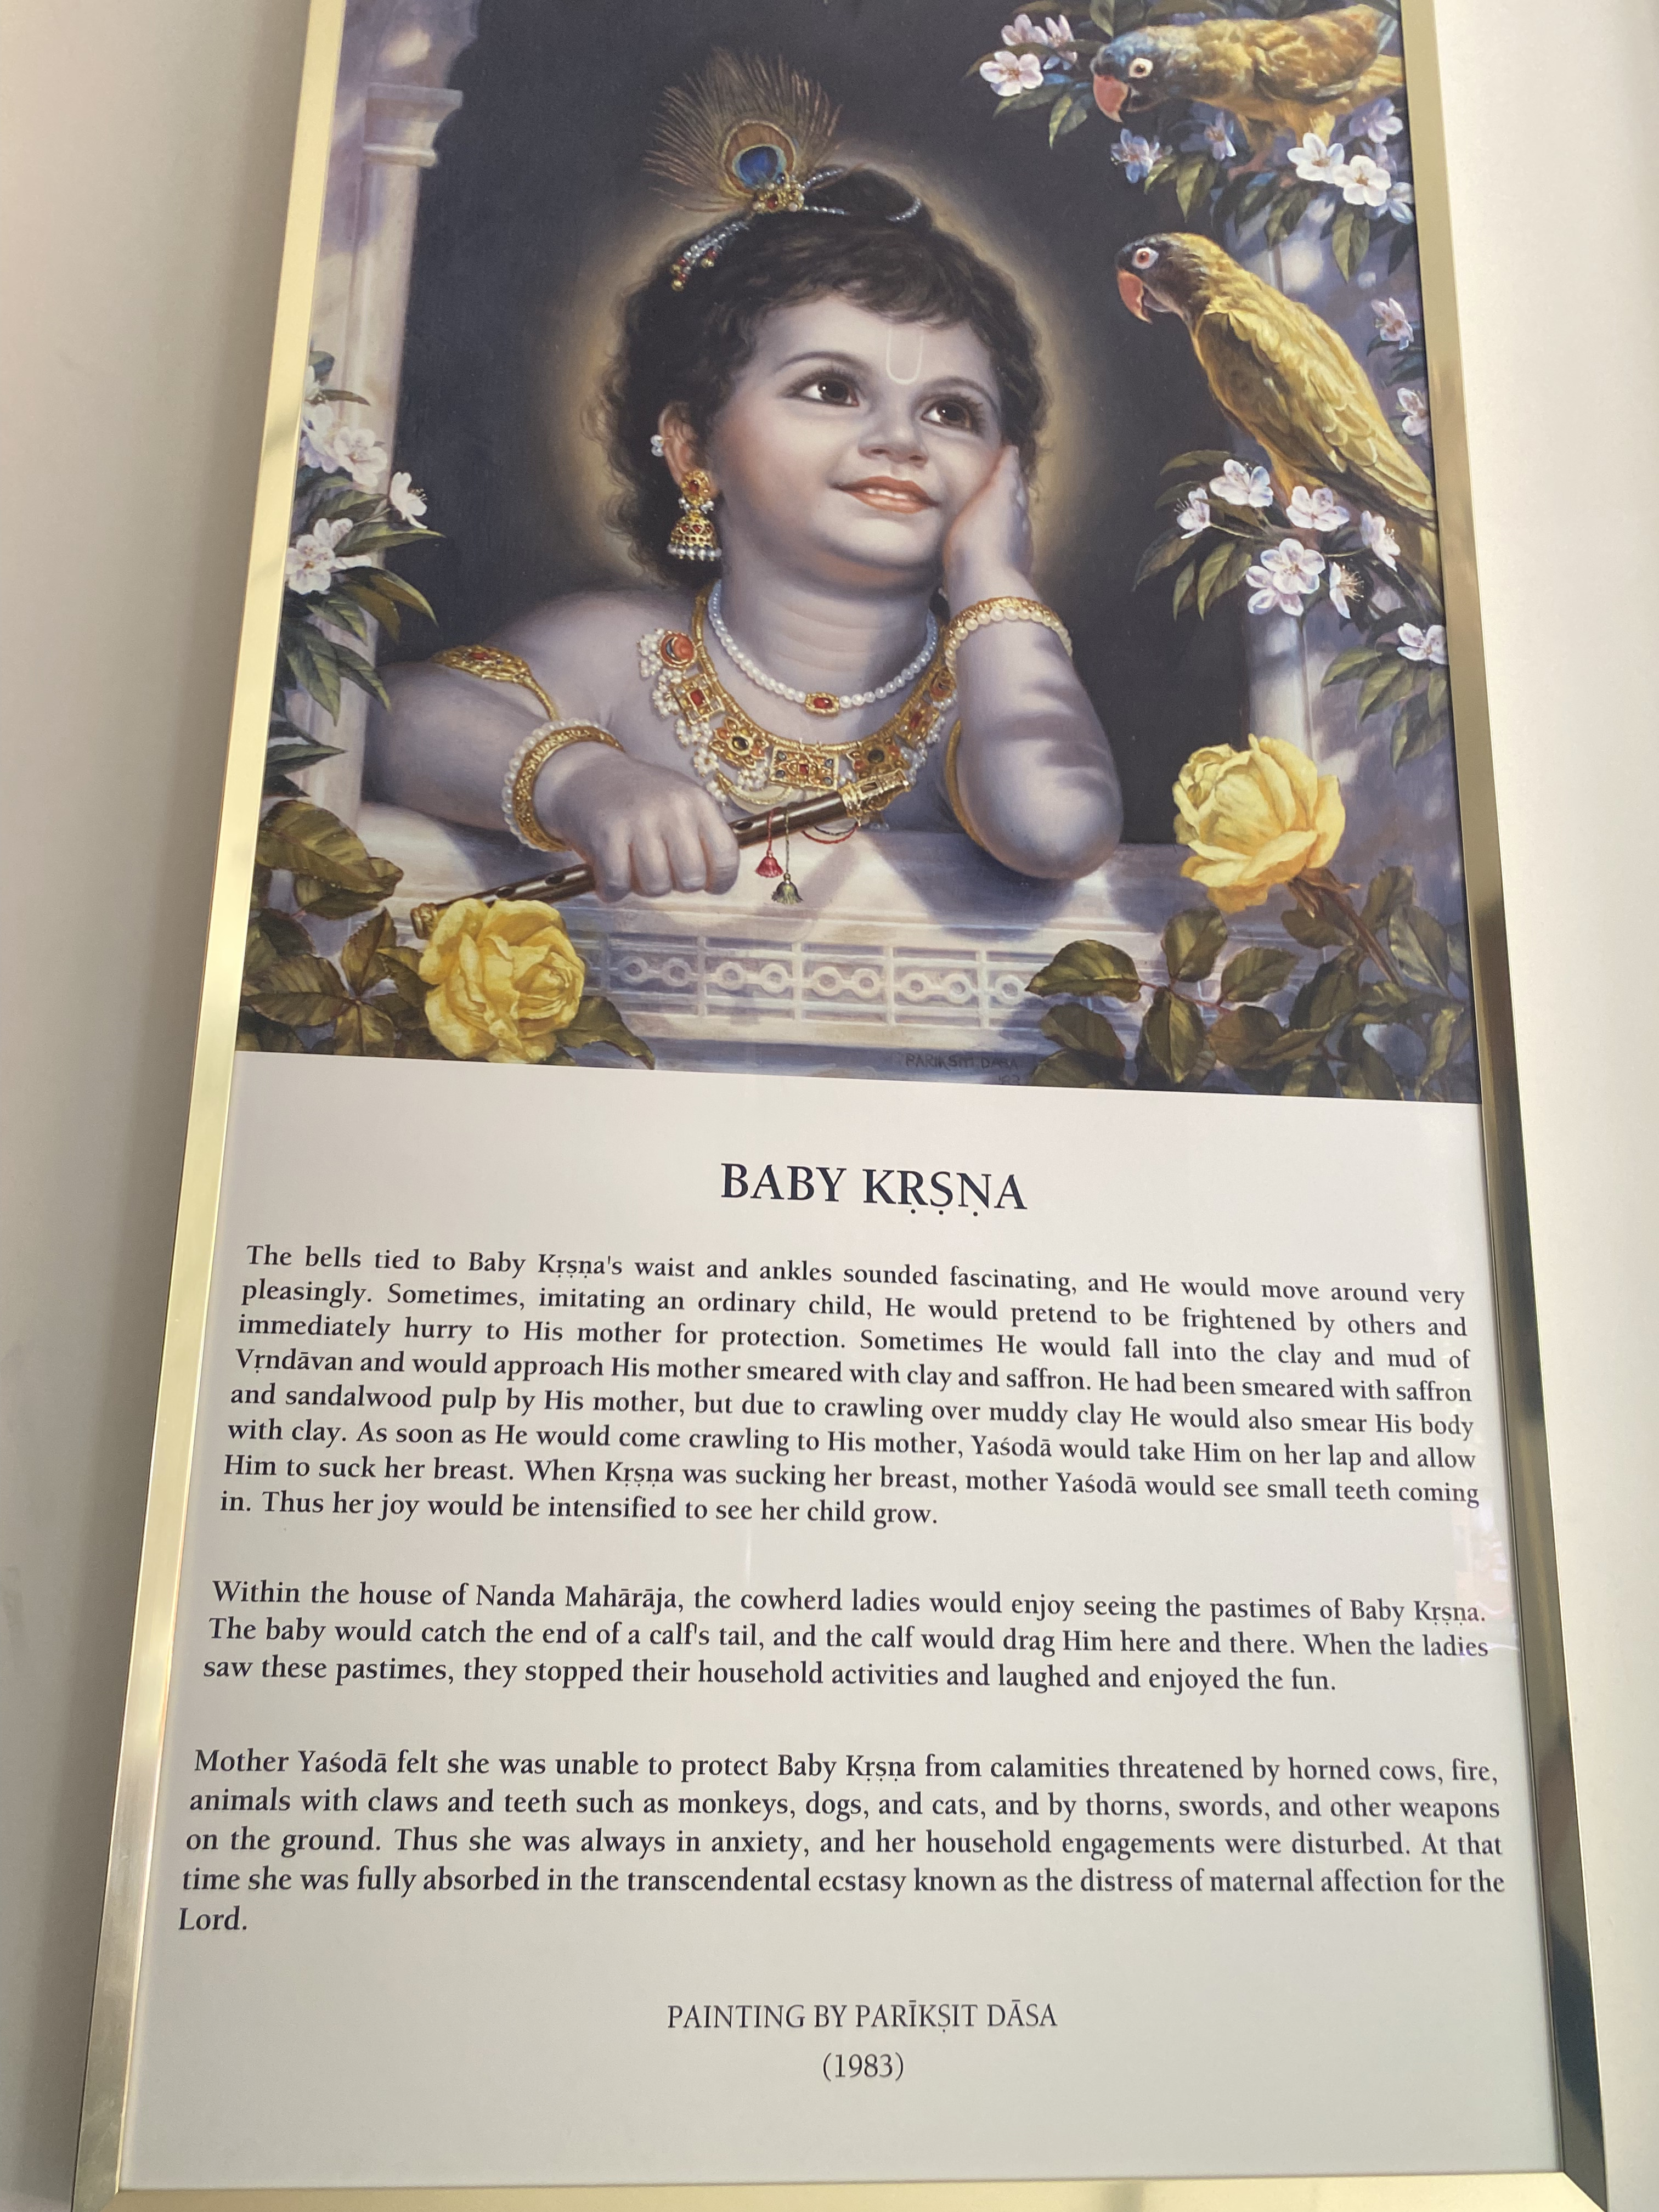 PARIKSIT DASA
BABY KṚṢṆA
The bells tied to Baby Kṛṣṇa's waist and ankles sounded fascinating, and He would move around very
pleasingly. Sometimes, imitating an ordinary child, He would pretend to be frightened by others and
immediately hurry to His mother for protection. Sometimes He would fall into the clay and mud of
Vṛndāvan and would approach His mother smeared with clay and saffron. He had been smeared with saffron
and sandalwood pulp by His mother, but due to crawling over muddy clay He would also smear His body
with clay. As soon as He would come crawling to His mother, Yaśodā would take Him on her lap and allow
Him to suck her breast. When Kṛṣṇa was sucking her breast, mother Yaśodā would see small teeth coming
in. Thus her joy would be intensified to see her child grow.
Within the house of Nanda Mahārāja, the cowherd ladies would enjoy seeing the pastimes of Baby Kṛṣṇa.
The baby would catch the end of a calf's tail, and the calf would drag Him here and there. When the ladies
saw these pastimes, they stopped their household activities and laughed and enjoyed the fun.
Mother Yaśodā felt she was unable to protect Baby Kṛṣṇa from calamities threatened by horned cows, fire,
animals with claws and teeth such as monkeys, dogs, and cats, and by thorns, swords, and other weapons
on the ground. Thus she was always in anxiety, and her household engagements were disturbed. At that
time she was fully absorbed in the transcendental ecstasy known as the distress of maternal affection for the
Lord.
PAINTING BY PARĪKṢIT DĀSA
(1983)